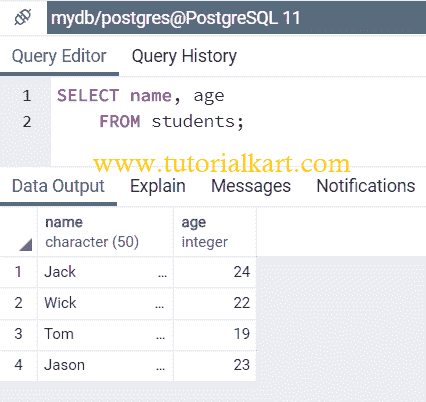 mydb/postgres@PostgreSQL 11
Query Editor Query History
1 SELECT name, age
2 FROM students;
www.tutorialkart.com
Data Output Explain Messages Notifications
name age
character (50) integer
1 Jack ... 24
2 Wick ... 22
3 Tom ... 19
4 Jason ... 23